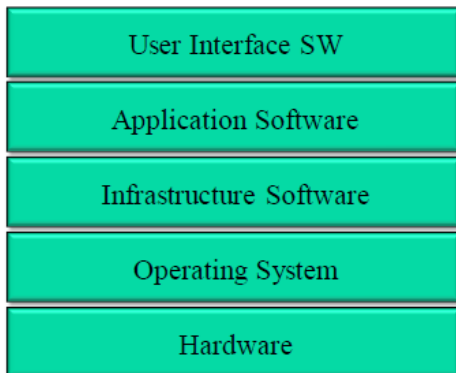 User Interface SW
Application Software
Infrastructure Software
Operating System
Hardware